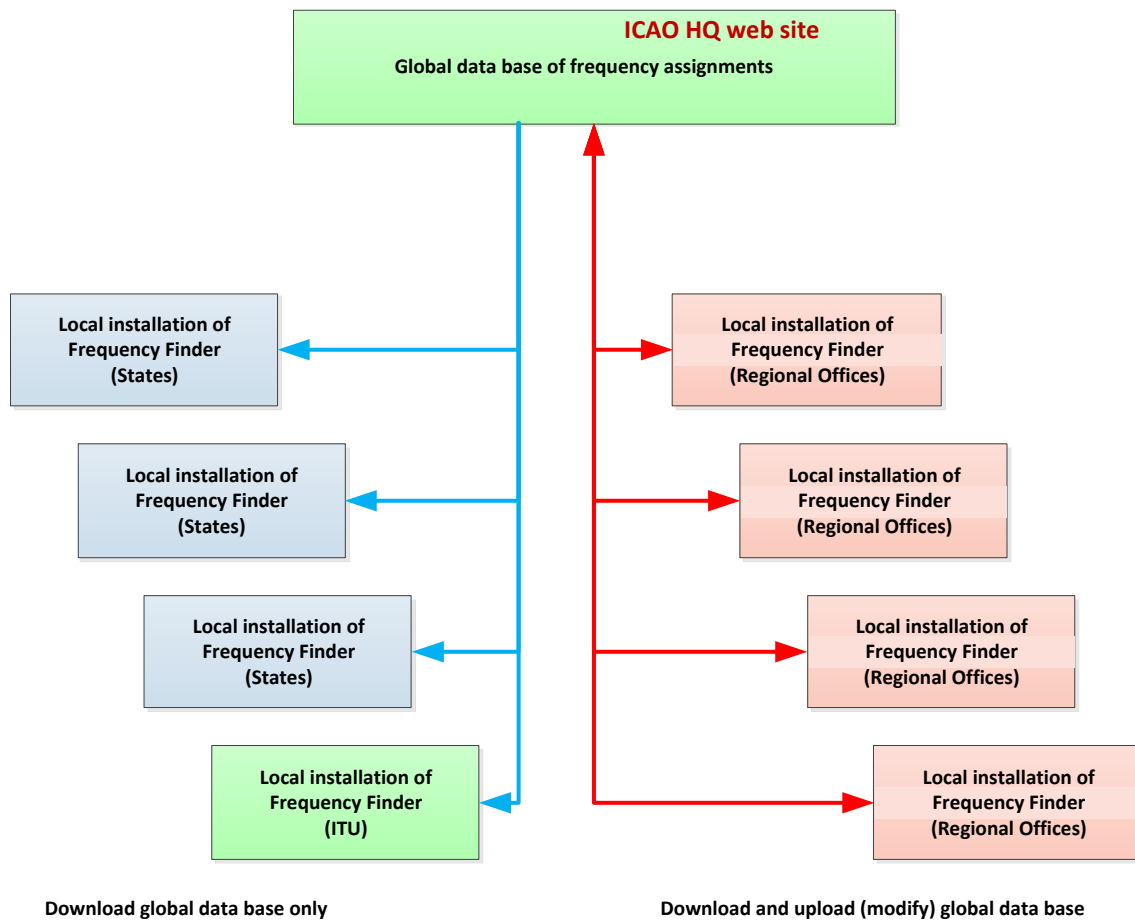 ICAO HQ web site
Global data base of frequency assignments
Local installation of
Frequency Finder
(States)
Local installation of
Frequency Finder
(Regional Offices)
Local installation of
Frequency Finder
(States)
Local installation of
Frequency Finder
(Regional Offices)
Local installation of
Frequency Finder
(States)
Local installation of
Frequency Finder
(Regional Offices)
Local installation of
Frequency Finder
(ITU)
Local installation of
Frequency Finder
(Regional Offices)
Download global data base only
Download and upload (modify) global data base